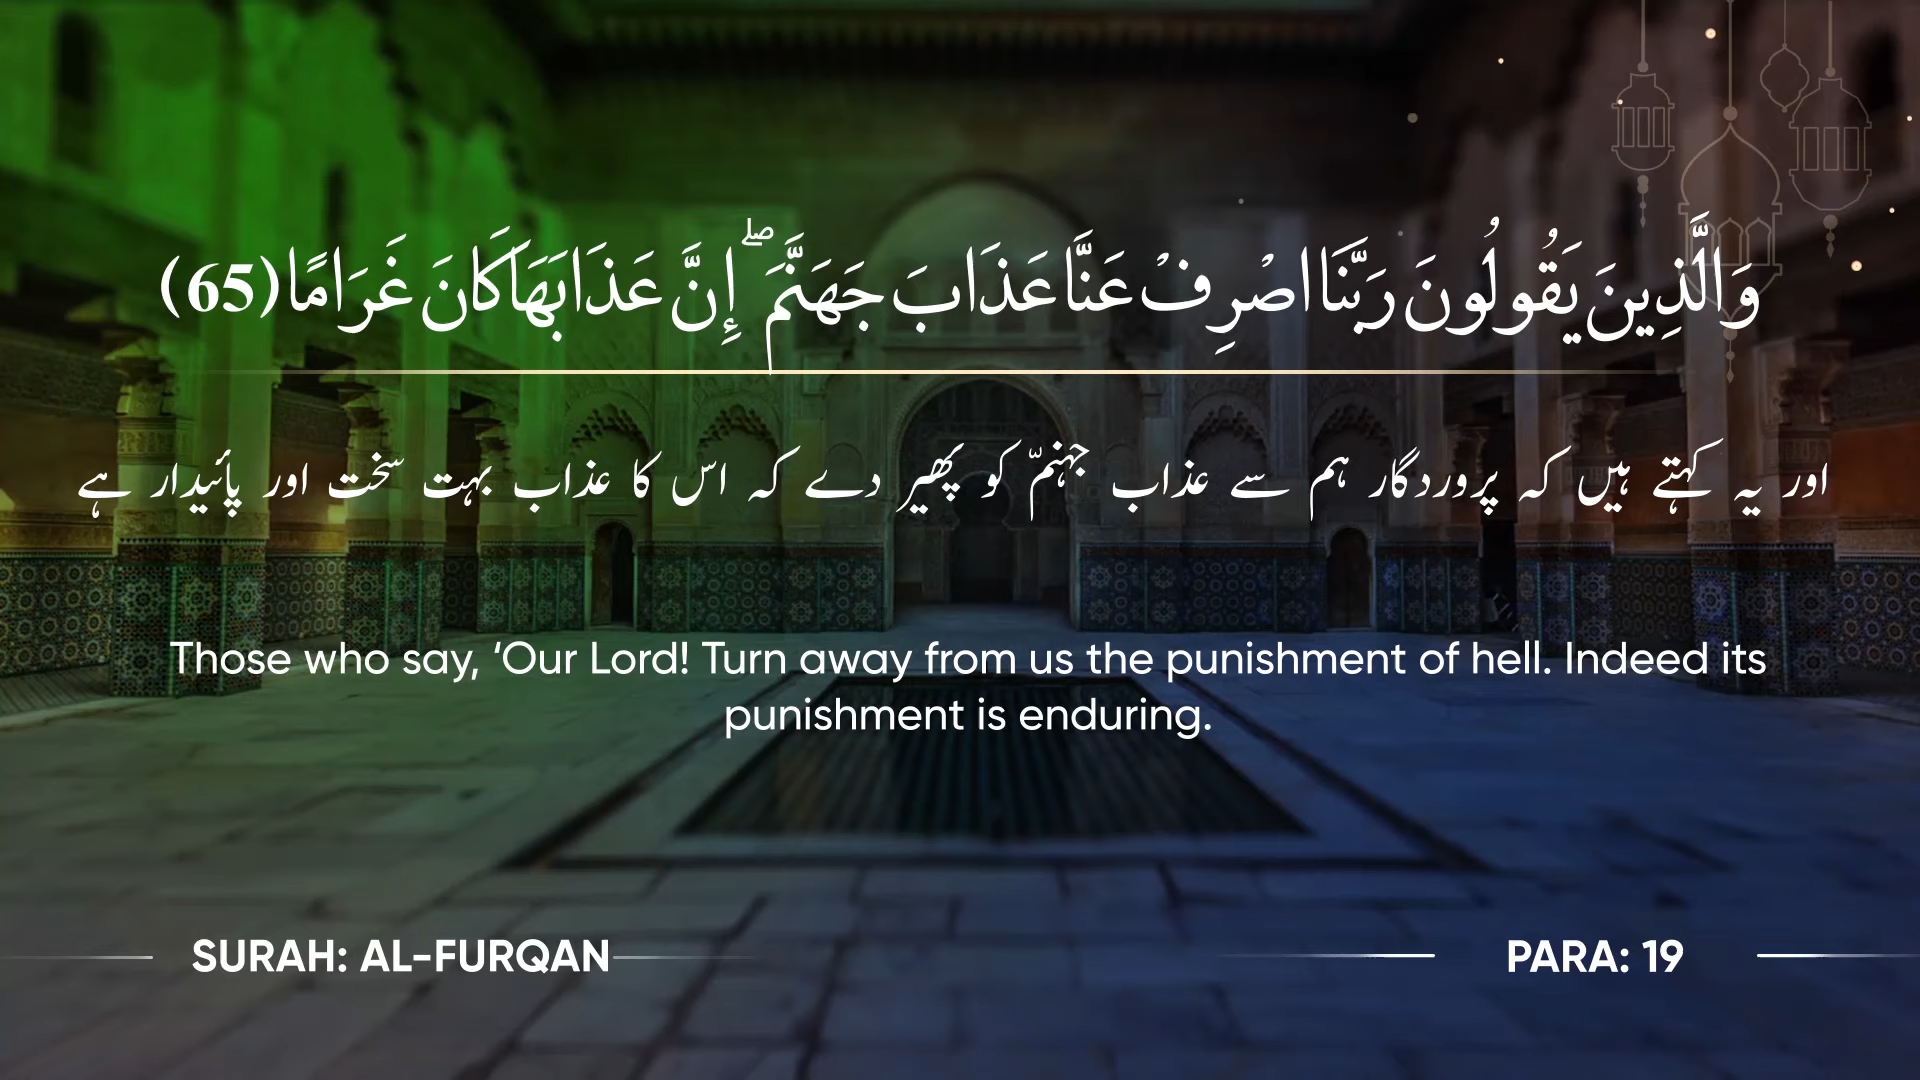 وَالَّذِينَ يَقُولُونَ رَبَّنَا اصْرِفْ عَنَّا عَذَابَ جَهَنَّمَ ۖ إِنَّ عَذَابَهَا كَانَ غَرَامًا (65)
اور یہ کہتے ہیں کہ پروردگار ہم سے عذاب جہنمّ کو پھیر دے کہ اس کا عذاب بہت سخت اور پائیدار ہے
Those who say, ‘Our Lord! Turn away from us the punishment of hell. Indeed its
punishment is enduring.
SURAH: AL-FURQAN
PARA: 19